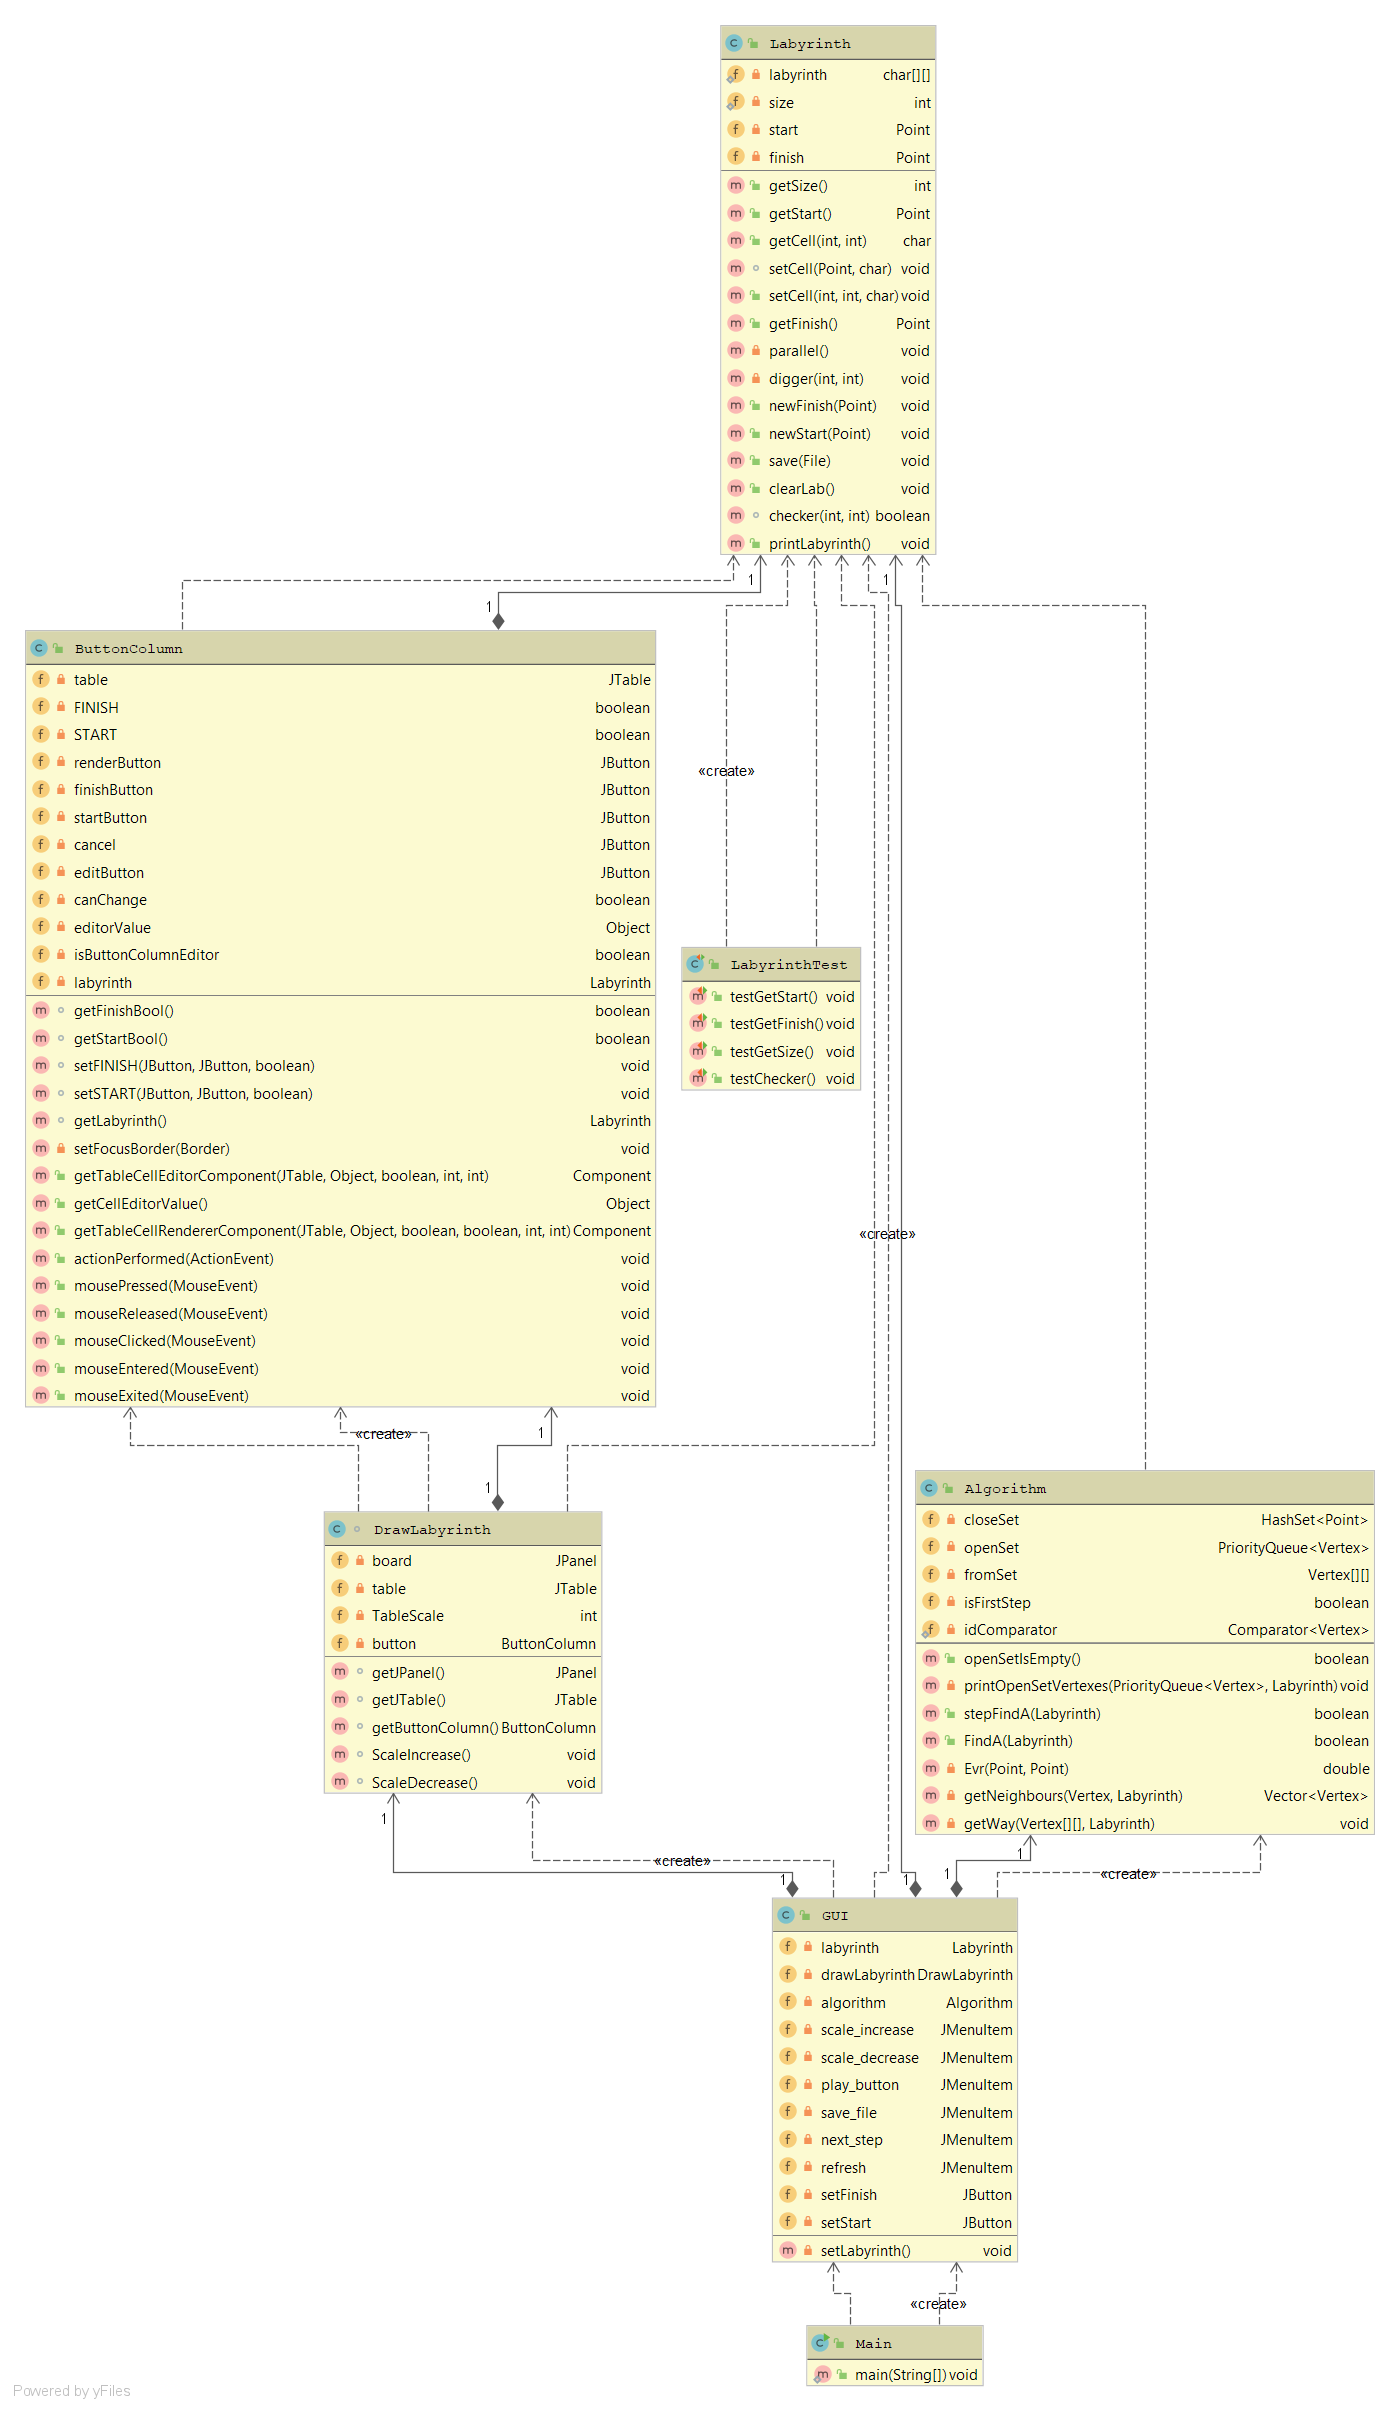 Labyrinth
labyrinth char[][]
size int
start Point
finish Point
getSize() int
getStart() Point
getCell(int, int) char
setCell(Point, char) void
setCell(int, int, char) void
getFinish() Point
parallel() void
digger(int, int) void
newFinish(Point) void
newStart(Point) void
save(File) void
clearLab() void
checker(int, int) boolean
printLabyrinth() void
1 1
1
ButtonColumn
table JTable
FINISH boolean
START boolean
renderButton JButton
finishButton JButton
startButton JButton
cancel JButton
editButton JButton
canChange boolean
editorValue Object
isButtonColumnEditor boolean
labyrinth Labyrinth
getFinishBool() boolean
getStartBool() boolean
setFINISH(JButton, JButton, boolean) void
setSTART(JButton, JButton, boolean) void
getLabyrinth() Labyrinth
setFocusBorder(Border) void
getTableCellEditorComponent(JTable, Object, boolean, int, int) Component
getCellEditorValue() Object
getTableCellRendererComponent(JTable, Object, boolean, boolean, int, int) Component
actionPerformed(ActionEvent) void
mousePressed(MouseEvent) void
mouseReleased(MouseEvent) void
mouseClicked(MouseEvent) void
mouseEntered(MouseEvent) void
mouseExited(MouseEvent) void
«create»
LabyrinthTest
testGetStart() void
testGetFinish() void
testGetSize() void
testChecker() void
«create»
«create»
1
1
DrawLabyrinth
board JPanel
table JTable
TableScale int
button ButtonColumn
getJPanel() JPanel
getJTable() JTable
getButtonColumn() ButtonColumn
ScaleIncrease() void
ScaleDecrease() void
Algorithm
closeSet HashSet<Point>
openSet PriorityQueue<Vertex>
fromSet Vertex[][]
isFirstStep boolean
idComparator Comparator<Vertex>
openSetIsEmpty() boolean
printOpenSetVertexes(PriorityQueue<Vertex>, Labyrinth) void
stepFindA(Labyrinth) boolean
FindA(Labyrinth) boolean
Evr(Point, Point) double
getNeighbours(Vertex, Labyrinth) Vector<Vertex>
getWay(Vertex[][], Labyrinth) void
1
1
«create»
«create»
1 1 1
GUI
labyrinth Labyrinth
drawLabyrinth DrawLabyrinth
algorithm Algorithm
scale_increase JMenuItem
scale_decrease JMenuItem
play_button JMenuItem
save_file JMenuItem
next_step JMenuItem
refresh JMenuItem
setFinish JButton
setStart JButton
setLabyrinth() void
«create»
Main
main(String[]) void
Powered by yFiles